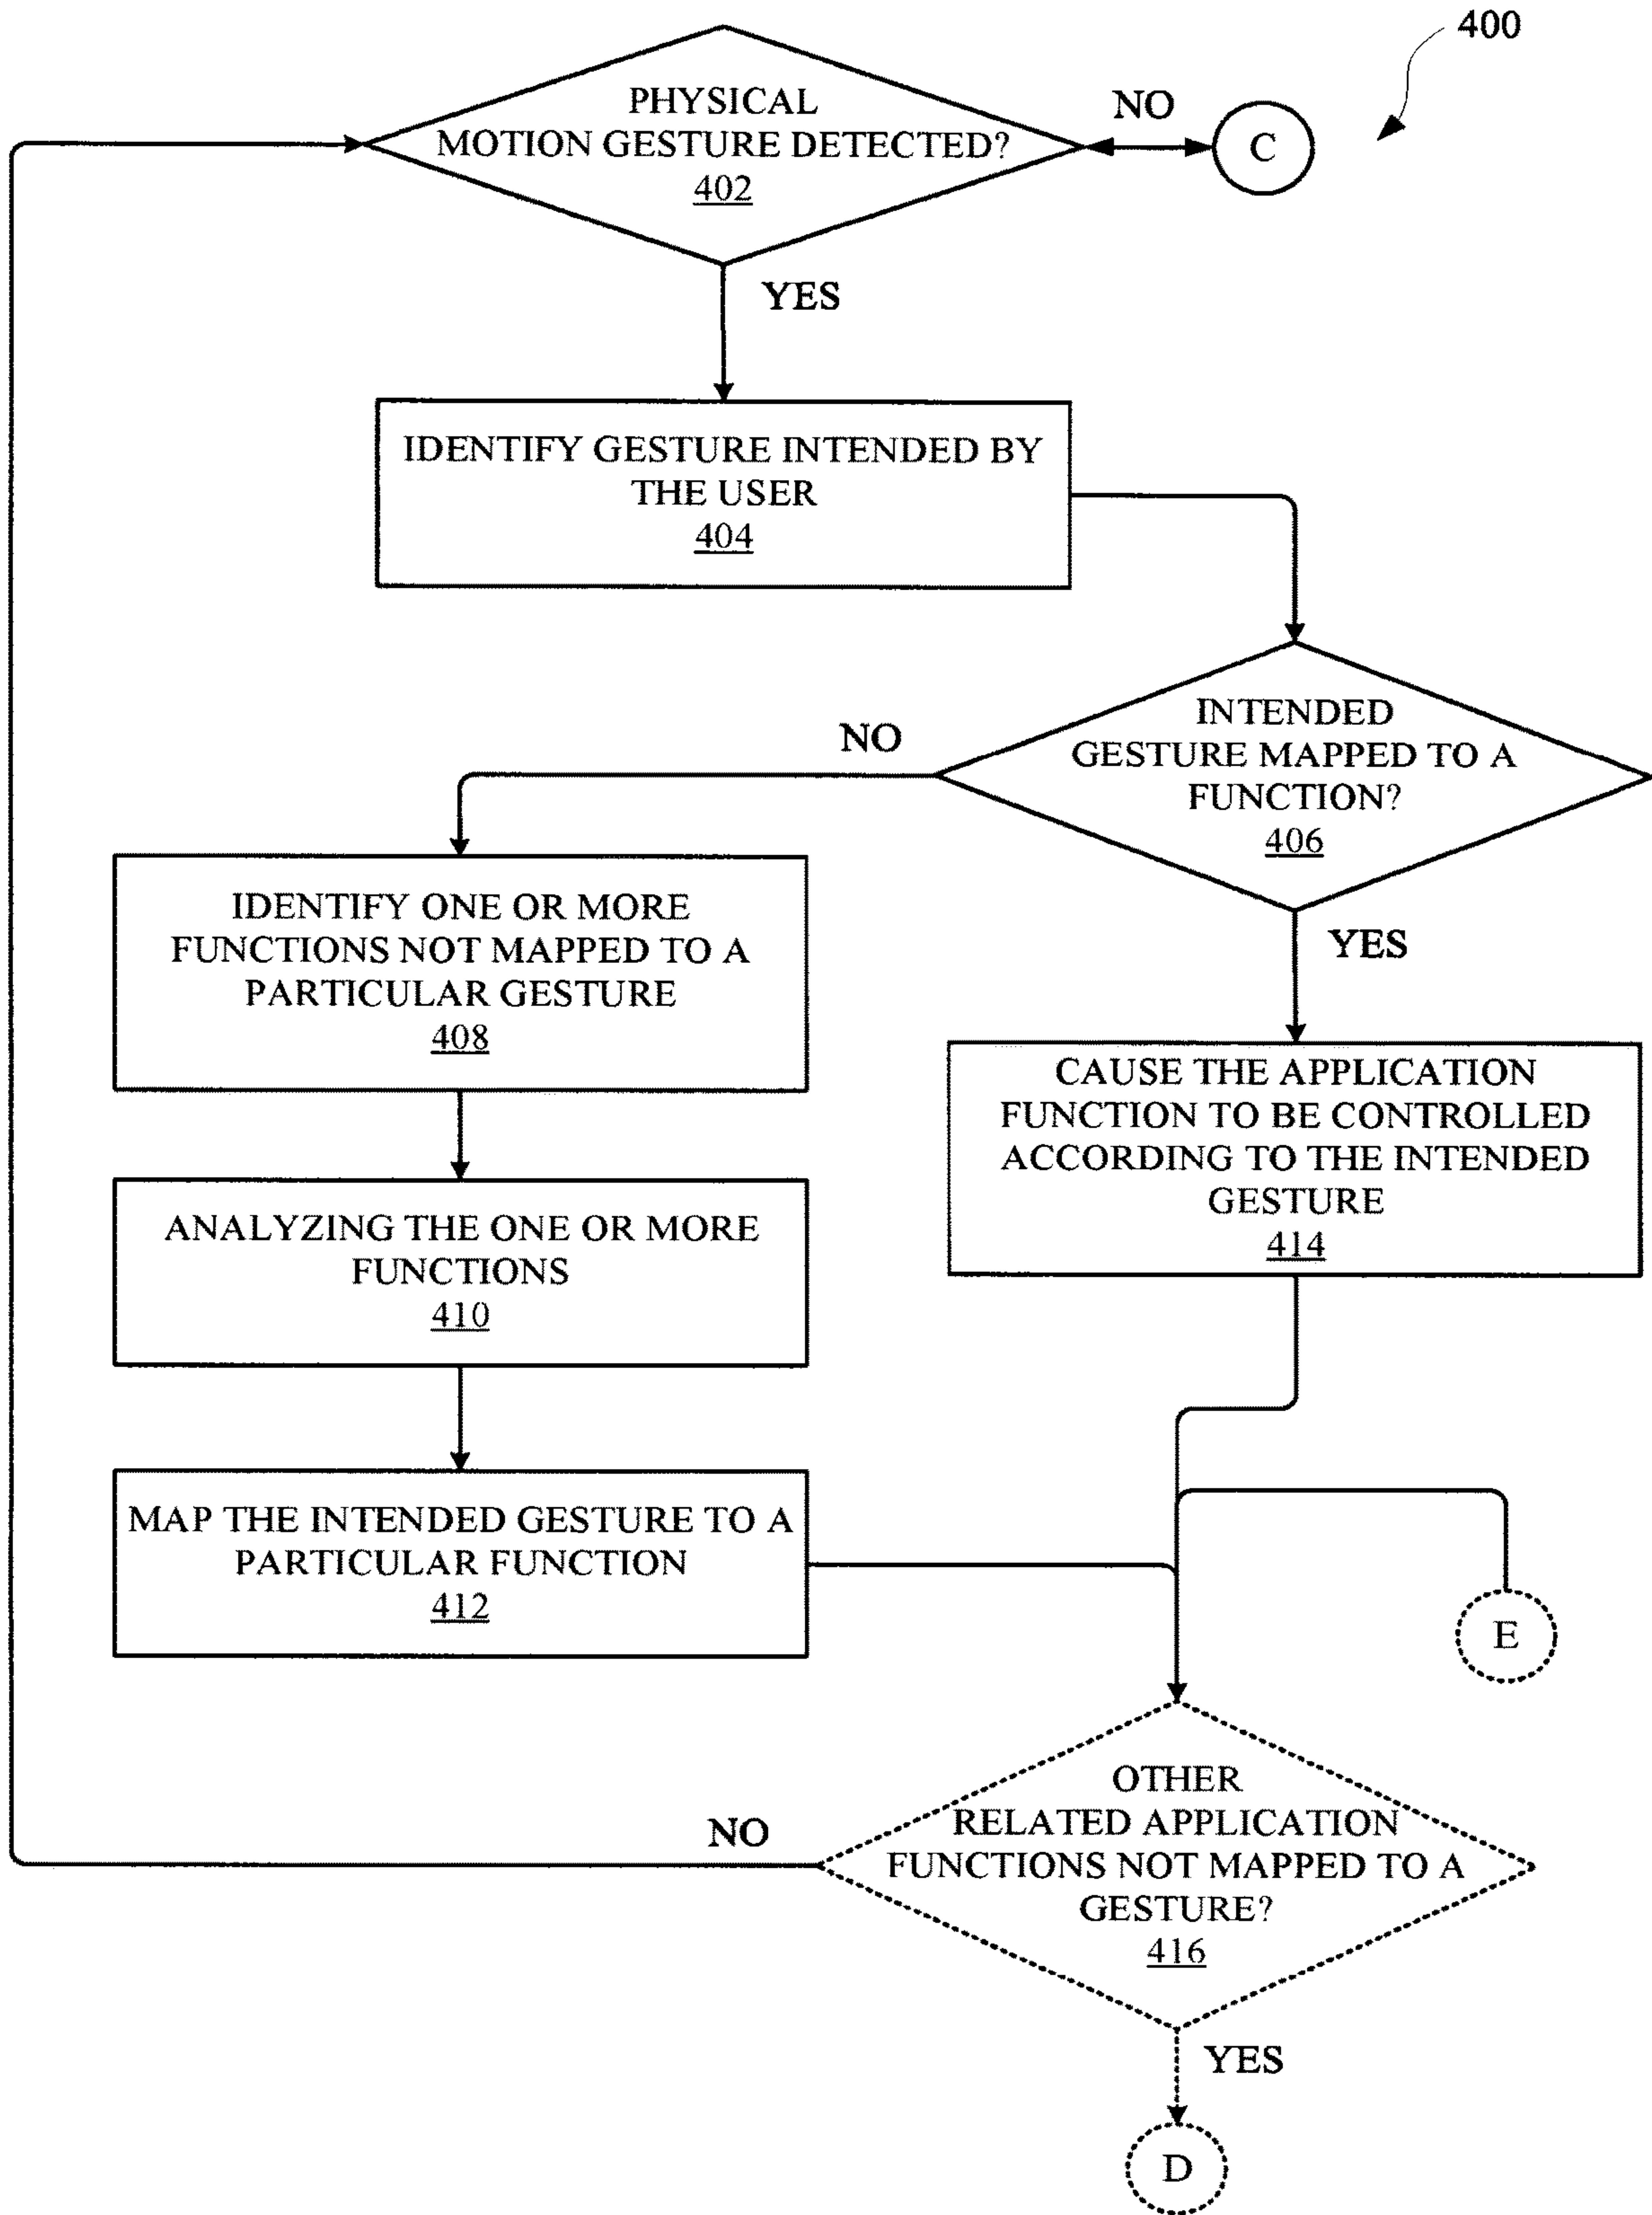 400
PHYSICAL
MOTION GESTURE DETECTED?
402
NO
C
YES
IDENTIFY GESTURE INTENDED BY
THE USER
404
INTENDED
GESTURE MAPPED TO A
FUNCTION?
406
NO
YES
IDENTIFY ONE OR MORE
FUNCTIONS NOT MAPPED TO A
PARTICULAR GESTURE
408
CAUSE THE APPLICATION
FUNCTION TO BE CONTROLLED
ACCORDING TO THE INTENDED
GESTURE
414
ANALYZING THE ONE OR MORE
FUNCTIONS
410
MAP THE INTENDED GESTURE TO A
PARTICULAR FUNCTION
412
E
OTHER
RELATED APPLICATION
FUNCTIONS NOT MAPPED TO A
GESTURE?
416
NO
YES
D